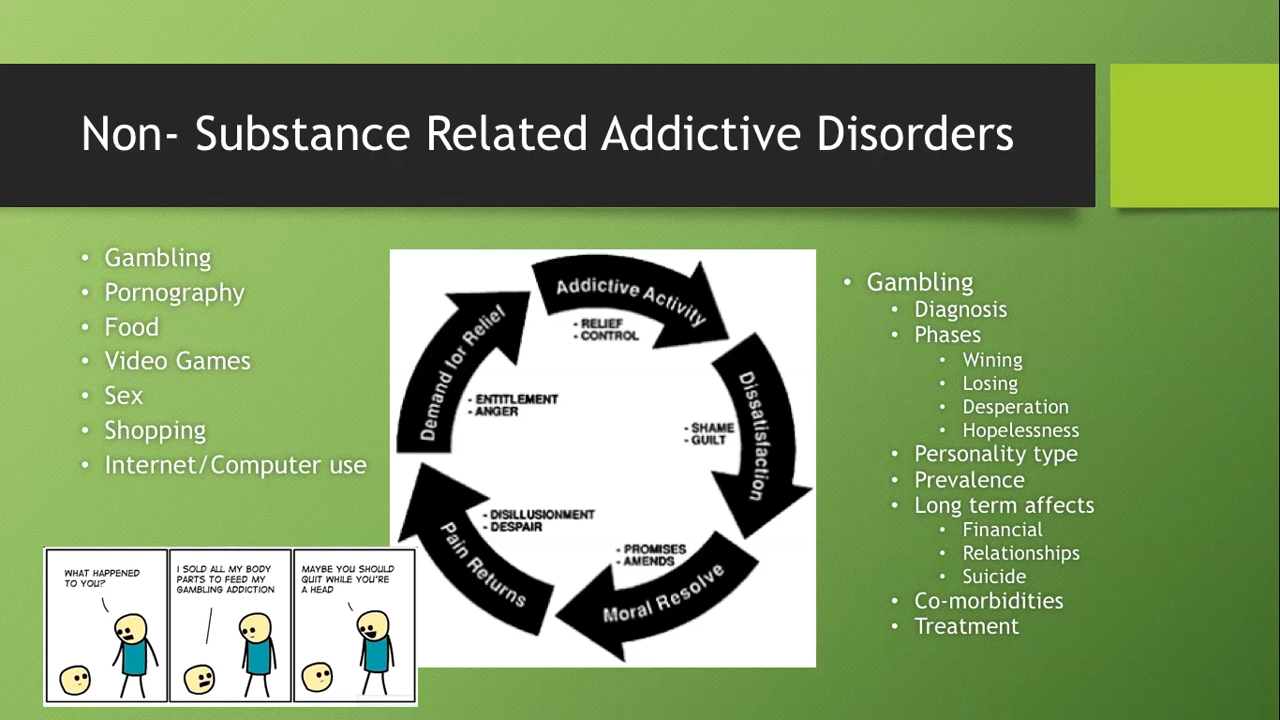 Non- Substance Related Addictive Disorders
• Gambling
• Pornography
• Food
• Video Games
• Sex
• Shopping
• Internet/Computer use
Addictive Activity
- RELIEF
- CONTROL
Dissatisfaction
- SHAME
- GUILT
Moral Resolve
- PROMISES
- AMENDS
Pain Returns
- DISILLUSIONMENT
- DESPAIR
Demand for Relief
- ENTITLEMENT
- ANGER
• Gambling
• Diagnosis
• Phases
• Wining
• Losing
• Desperation
• Hopelessness
• Personality type
• Prevalence
• Long term affects
• Financial
• Relationships
• Suicide
• Co-morbidities
• Treatment
WHAT HAPPENED
TO YOU?
I SOLD ALL MY BODY
PARTS TO FEED MY
GAMBLING ADDICTION
MAYBE YOU SHOULD
QUIT WHILE YOU'RE
A HEAD